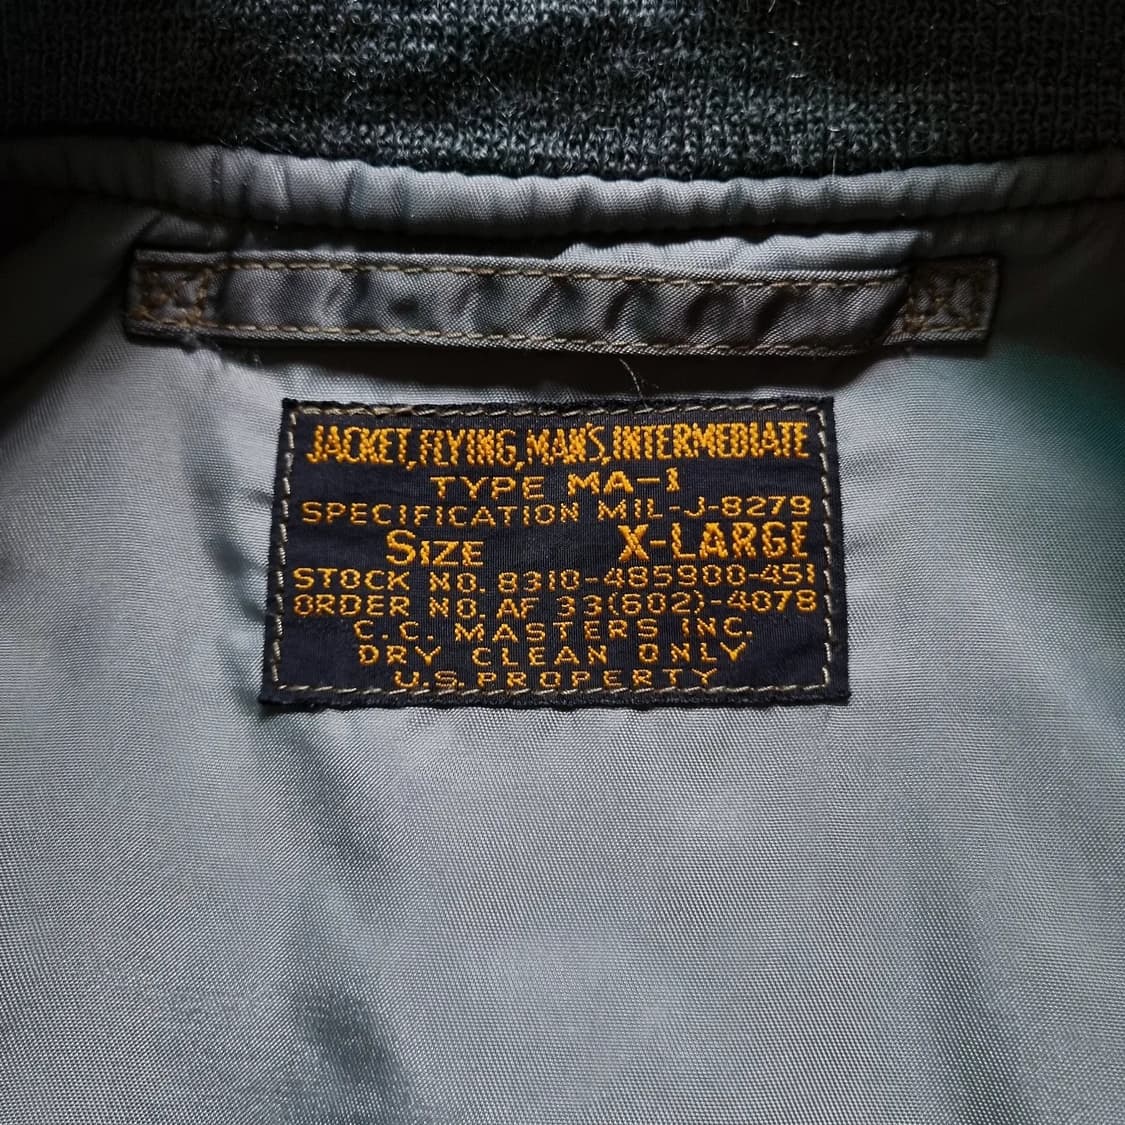 JACKET, FLYING, MAN'S, INTERMEDIATE
TYPE MA-1
SPECIFICATION MIL-J-8279
SIZE X-LARGE
STOCK NO. 8310-485900-451
ORDER NO. AF 33(602)-4078
C.C. MASTERS INC.
DRY CLEAN ONLY
U.S. PROPERTY